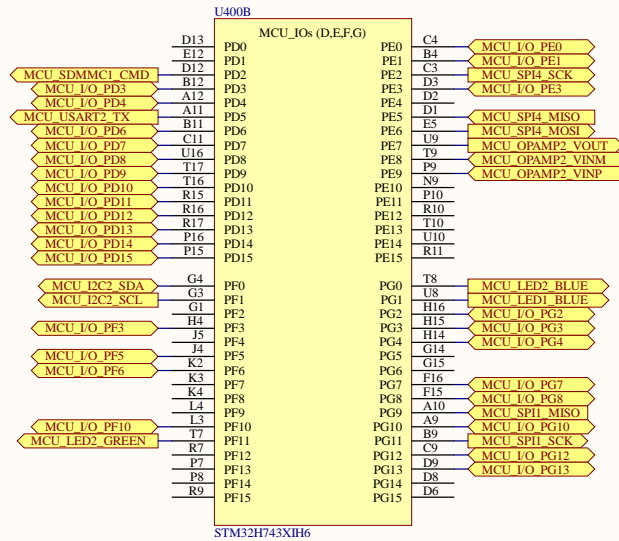 U400B
MCU_IOs (D,E,F,G)
D13 PD0 PE0 C4 MCU_I/O_PE0
E12 PD1 PE1 B4 MCU_I/O_PE1
MCU_SDMMC1_CMD D12 PD2 PE2 C3 MCU_SPI4_SCK
MCU_I/O_PD3 B12 PD3 PE3 D3 MCU_I/O_PE3
MCU_I/O_PD4 A12 PD4 PE4 D2
MCU_USART2_TX A11 PD5 PE5 D1 MCU_SPI4_MISO
MCU_I/O_PD6 B11 PD6 PE6 E5 MCU_SPI4_MOSI
MCU_I/O_PD7 C11 PD7 PE7 U9 MCU_OPAMP2_VOUT
MCU_I/O_PD8 U16 PD8 PE8 T9 MCU_OPAMP2_VINM
MCU_I/O_PD9 T17 PD9 PE9 P9 MCU_OPAMP2_VINP
MCU_I/O_PD10 T16 PD10 PE10 N9
MCU_I/O_PD11 R15 PD11 PE11 P10
MCU_I/O_PD12 R16 PD12 PE12 R10
MCU_I/O_PD13 R17 PD13 PE13 T10
MCU_I/O_PD14 P16 PD14 PE14 U10
MCU_I/O_PD15 P15 PD15 PE15 R11
MCU_I2C2_SDA G4 PF0 PG0 T8 MCU_LED2_BLUE
MCU_I2C2_SCL G3 PF1 PG1 U8 MCU_LED1_BLUE
G1 PF2 PG2 H16 MCU_I/O_PG2
MCU_I/O_PF3 H4 PF3 PG3 H15 MCU_I/O_PG3
J5 PF4 PG4 H14 MCU_I/O_PG4
MCU_I/O_PF5 J4 PF5 PG5 G14
MCU_I/O_PF6 K2 PF6 PG6 G15
K3 PF7 PG7 F16 MCU_I/O_PG7
K4 PF8 PG8 F15 MCU_I/O_PG8
L4 PF9 PG9 A10 MCU_SPI1_MISO
MCU_I/O_PF10 L3 PF10 PG10 A9 MCU_I/O_PG10
MCU_LED2_GREEN T7 PF11 PG11 B9 MCU_SPI1_SCK
R7 PF12 PG12 C9 MCU_I/O_PG12
P7 PF13 PG13 D9 MCU_I/O_PG13
P8 PF14 PG14 D8
R9 PF15 PG15 D6
STM32H743XIH6